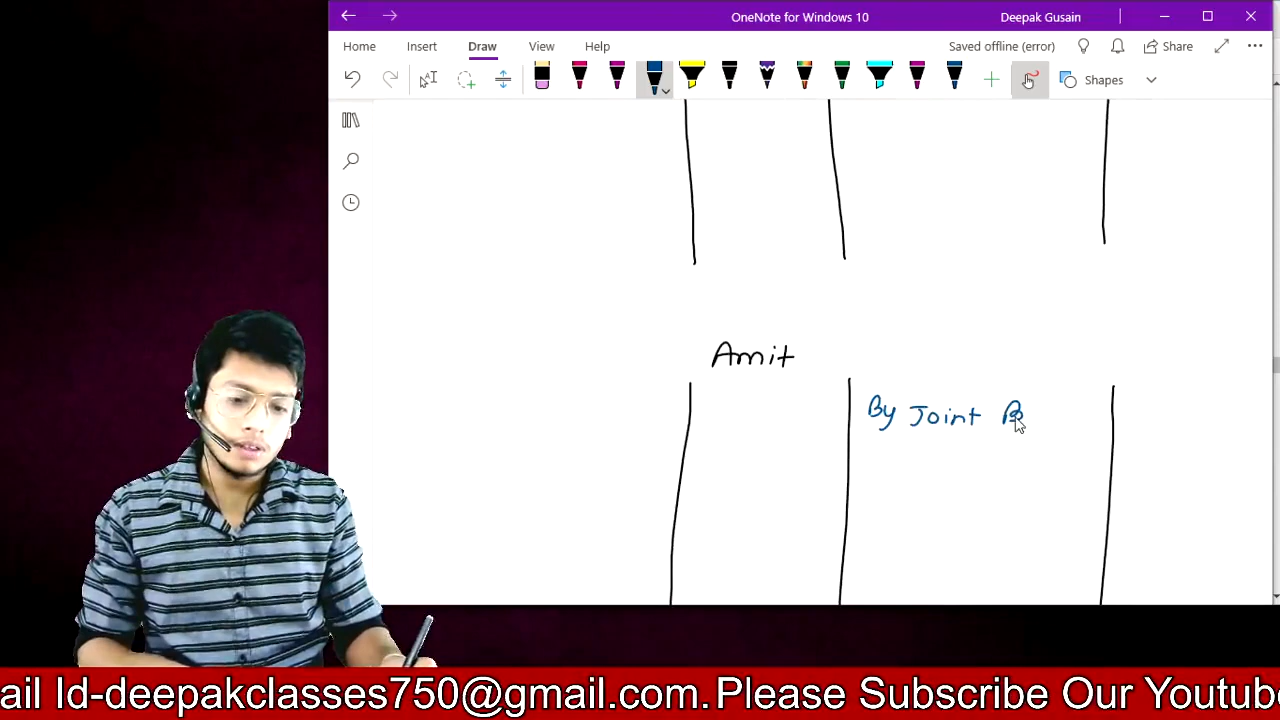 OneNote for Windows 10
Deepak Gusain
Home Insert Draw View Help
Saved offline (error)
Share
Shapes
Amit
By Joint B
ail Id-deepakclasses750@gmail.com. Please Subscribe Our Youtub